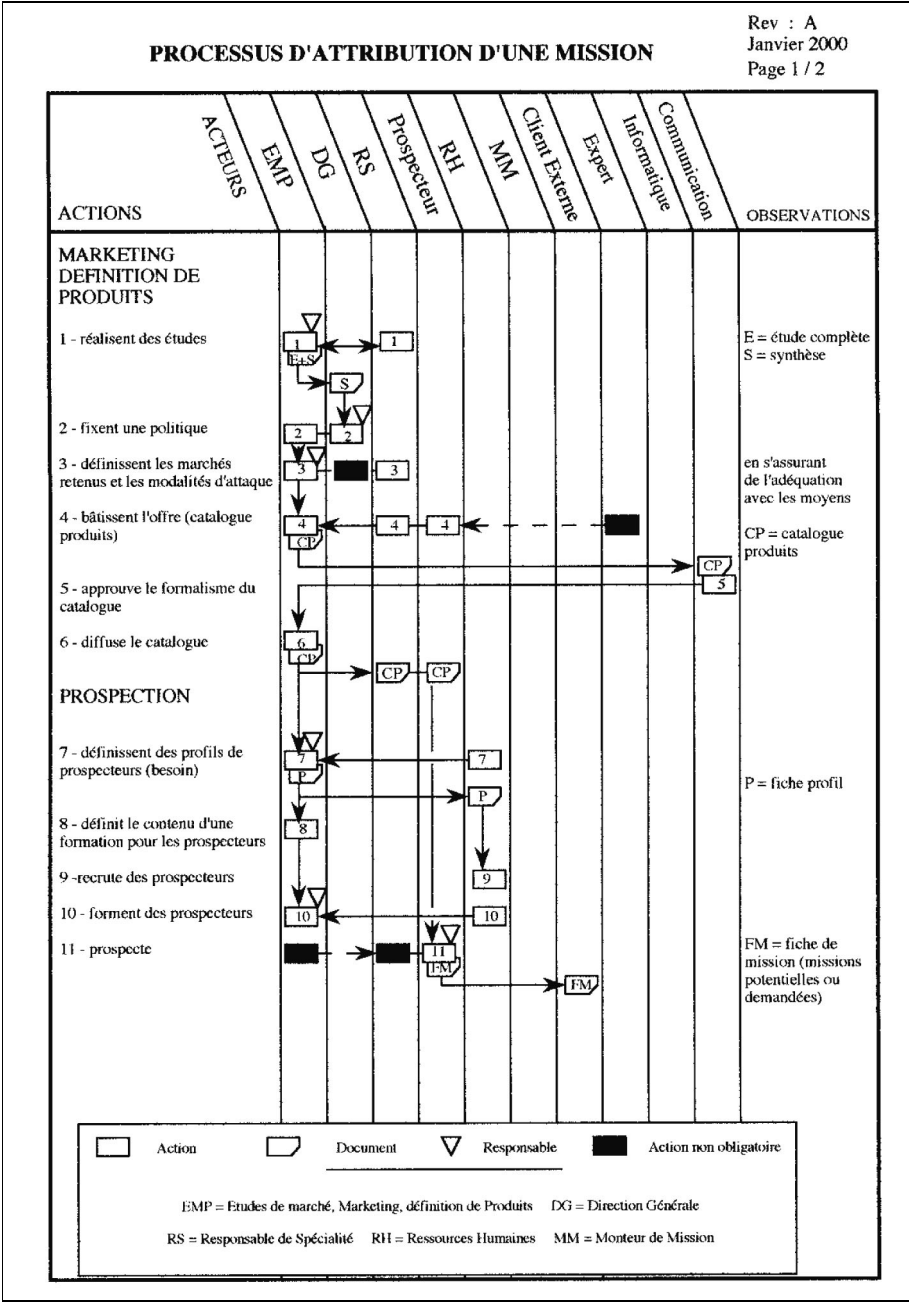 Rev : A
Janvier 2000
Page 1 / 2
PROCESSUS D'ATTRIBUTION D'UNE MISSION
ACTIONS
ACTEURS
EMP
DG
RS
Prospecteur
RH
MM
Client Externe
Expert
Informatique
Communication
OBSERVATIONS
MARKETING
DEFINITION DE
PRODUITS
1 - réalisent des études
1
E+S
1
E = étude complète
S = synthèse
S
2 - fixent une politique
2
2
3 - définissent les marchés
retenus et les modalités d'attaque
3
3
en s'assurant
de l'adéquation
avec les moyens
4 - bâtissent l'offre (catalogue
produits)
4
CP
4
4
CP = catalogue
produits
CP
5
5 - approuve le formalisme du
catalogue
6 - diffuse le catalogue
6
CP
CP
CP
PROSPECTION
7 - définissent des profils de
prospecteurs (besoin)
7
P
7
P
P = fiche profil
8 - définit le contenu d'une
formation pour les prospecteurs
8
9 -recrute des prospecteurs
9
10 - forment des prospecteurs
10
10
11 - prospecte
11
FM
FM
FM = fiche de
mission (missions
potentielles ou
demandées)
Action
Document
Responsable
Action non obligatoire
EMP = Etudes de marché, Marketing, définition de Produits DG = Direction Générale
RS = Responsable de Spécialité RH = Ressources Humaines MM = Monteur de Mission